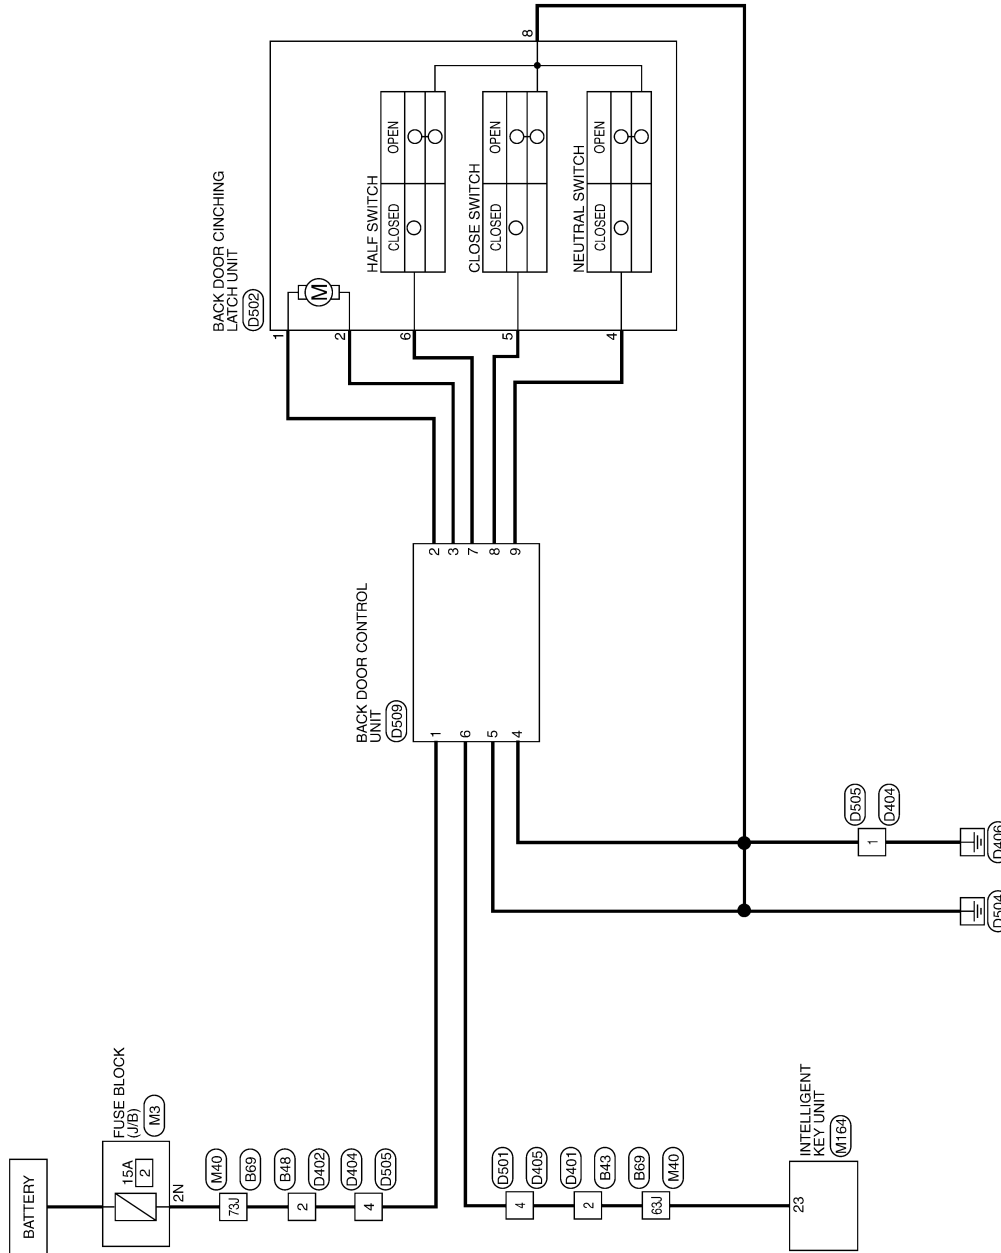 BATTERY
FUSE BLOCK
(J/B)
M3
15A
2
2N
M40
73J
B69
B48
2
D402
D404
4
D505
INTELLIGENT
KEY UNIT
M164
23
D501
4
D405
D401
2
B43
B69
63J
M40
BACK DOOR CONTROL
UNIT
D509
1
6
5
4
2
3
7
8
9
D505
1
D404
D406
D504
BACK DOOR CINCHING
LATCH UNIT
D502
1
2
6
5
4
8
M
HALF SWITCH
CLOSED
OPEN
CLOSE SWITCH
CLOSED
OPEN
NEUTRAL SWITCH
CLOSED
OPEN